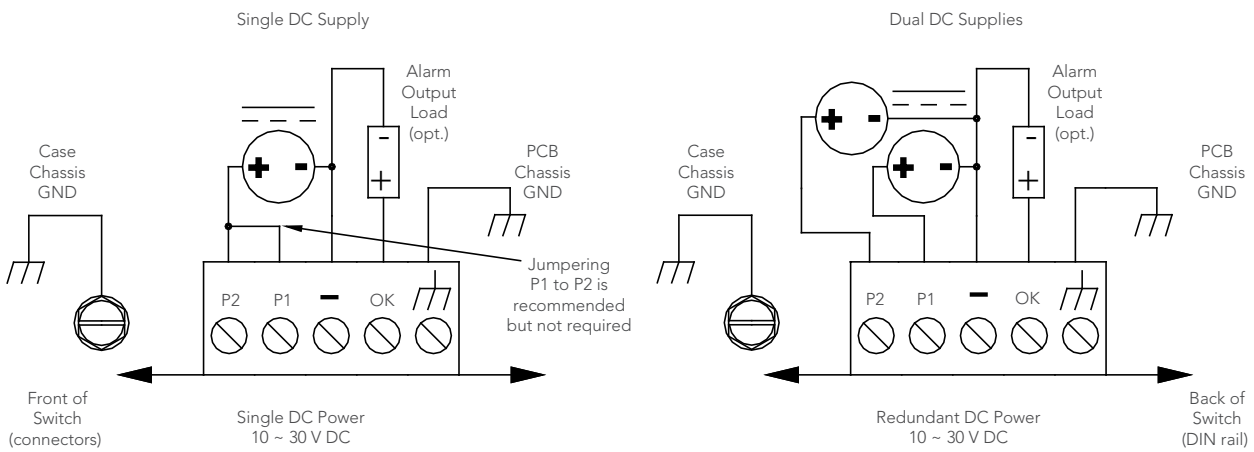 Single DC Supply
Alarm
Output
Load
(opt.)
Case
Chassis
GND
PCB
Chassis
GND
+ -
-
+
Jumpering
P1 to P2 is
recommended
but not required
P2 P1 - OK
Front of
Switch
(connectors)
Single DC Power
10 ~ 30 V DC
Dual DC Supplies
Alarm
Output
Load
(opt.)
Case
Chassis
GND
PCB
Chassis
GND
+ -
+ -
-
+
P2 P1 - OK
Redundant DC Power
10 ~ 30 V DC
Back of
Switch
(DIN rail)